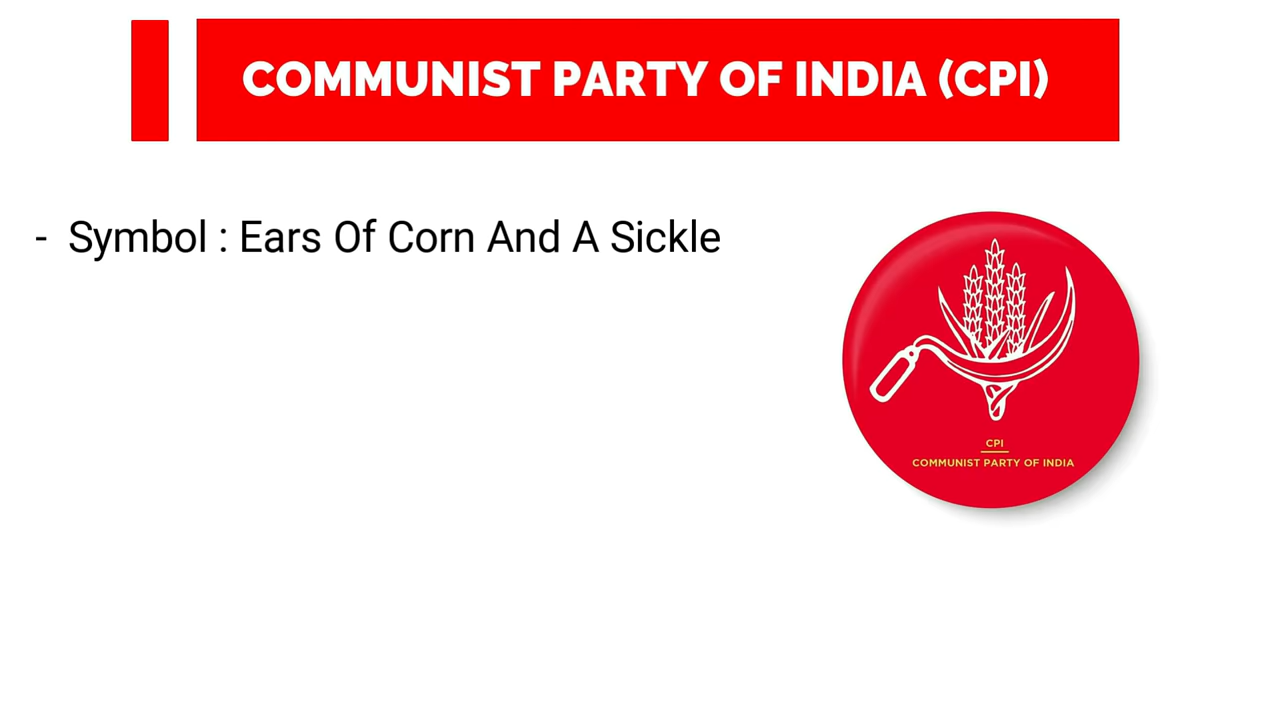 COMMUNIST PARTY OF INDIA (CPI)
- Symbol : Ears Of Corn And A Sickle
CPI
COMMUNIST PARTY OF INDIA